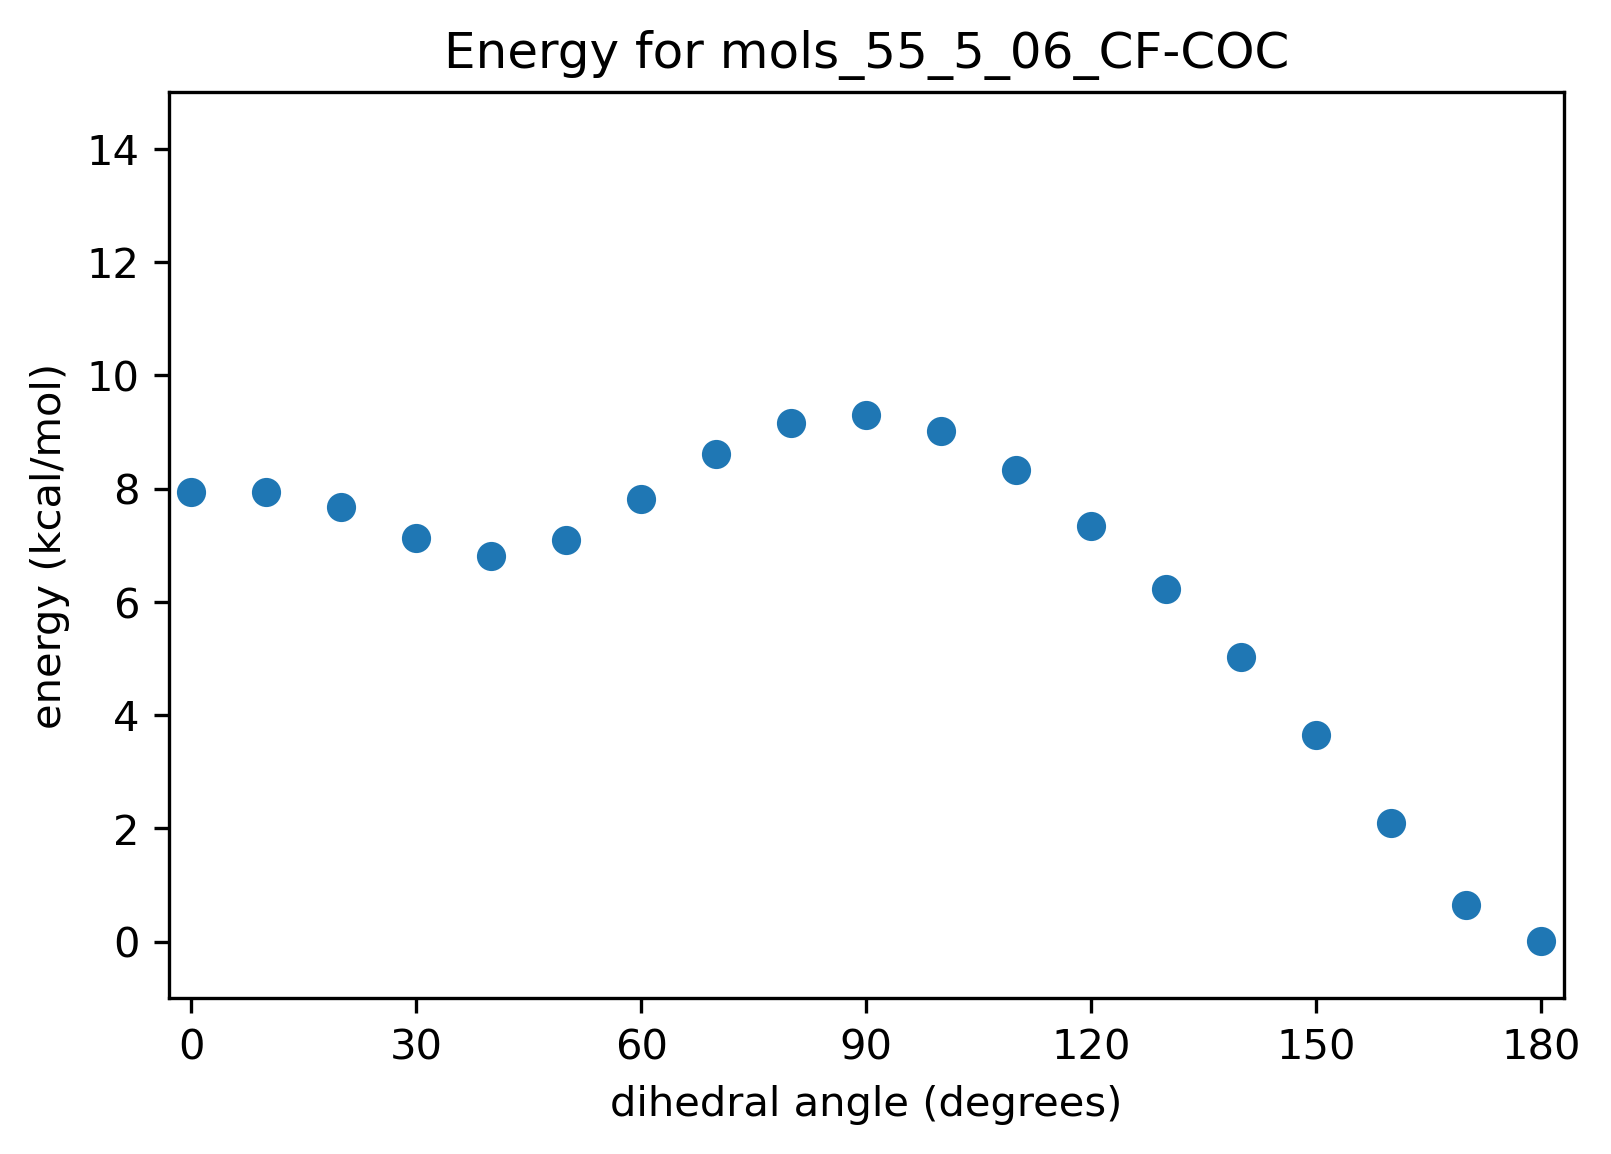 Energy for mols_55_5_06_CF-COC
14
12
10
8
6
4
2
0
energy (kcal/mol)
0 30 60 90 120 150 180
dihedral angle (degrees)